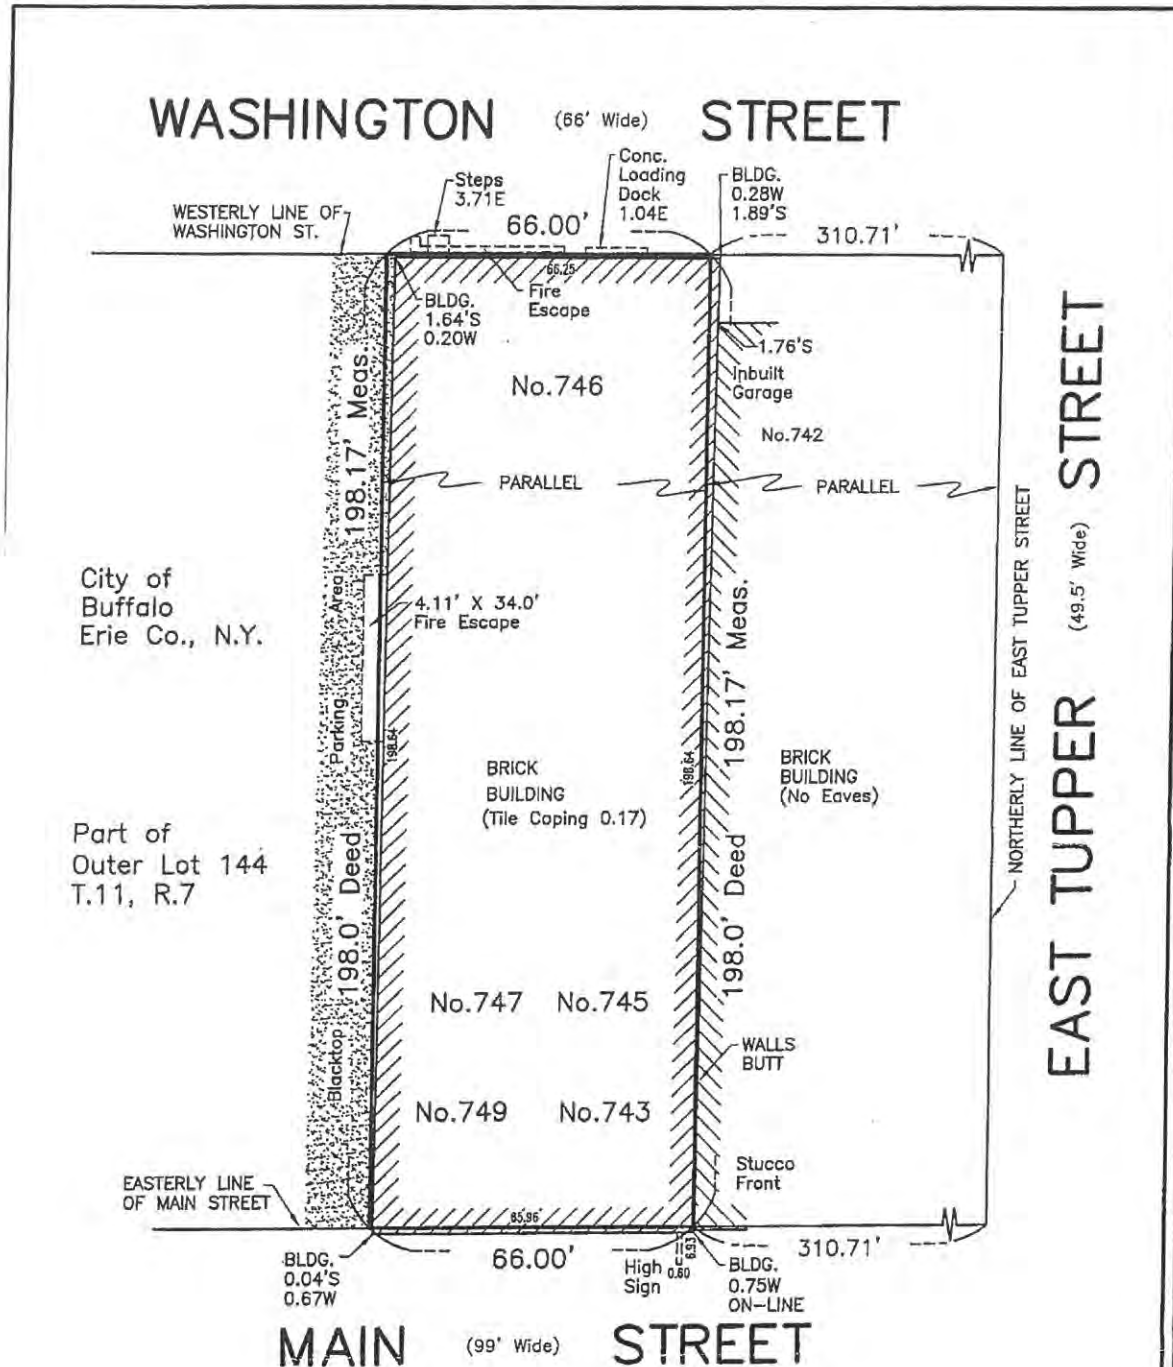 WASHINGTON (66' Wide) STREET
Steps
3.71E
Conc.
Loading
Dock
1.04E
BLDG.
0.28W
1.89'S
WESTERLY LINE OF
WASHINGTON ST.
66.00'
310.71'
66.25
Fire
Escape
BLDG.
1.64'S
0.20W
1.76'S
Inbuilt
Garage
No.746
No.742
PARALLEL
PARALLEL
198.0' Deed 198.17' Meas.
198.0' Deed 198.17' Meas.
Blacktop Parking Area
4.11' X 34.0'
Fire Escape
198.64
198.64
City of
Buffalo
Erie Co., N.Y.
Part of
Outer Lot 144
T.11, R.7
BRICK
BUILDING
(Tile Coping 0.17)
BRICK
BUILDING
(No Eaves)
NORTHERLY LINE OF EAST TUPPER STREET
EAST TUPPER (49.5' Wide) STREET
No.747 No.745
No.749 No.743
WALLS
BUTT
Stucco
Front
EASTERLY LINE
OF MAIN STREET
65.96
66.00'
310.71'
BLDG.
0.04'S
0.67W
High
Sign
0.60
6.93
BLDG.
0.75W
ON-LINE
MAIN (99' Wide) STREET